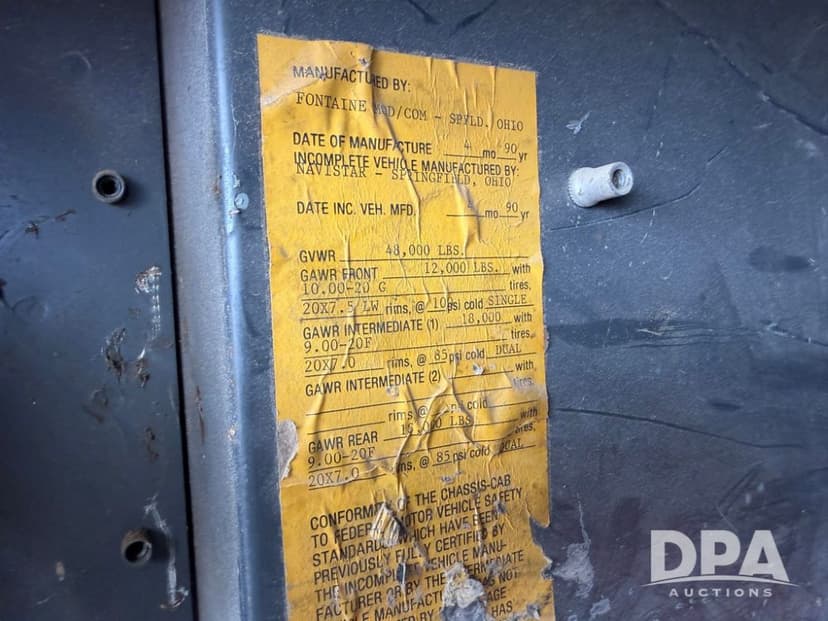 MANUFACTURED BY:
FONTAINE MOD/COM - SPFLD. OHIO
DATE OF MANUFACTURE 4 mo 90 yr
INCOMPLETE VEHICLE MANUFACTURED BY:
NAVISTAR - SPRINGFIELD, OHIO
DATE INC. VEH. MFD. mo 90 yr
GVWR 48,000 LBS.
GAWR FRONT 12,000 LBS. with
10.00-20 G tires,
20X7.5/LW rims, @ psi cold SINGLE
GAWR INTERMEDIATE (1) 18,000 with
9.00-20F tires,
20X7.0 rims, @ 85 psi cold DUAL
GAWR INTERMEDIATE (2) with,
tires,
rims @ psi cold
GAWR REAR LBS with
9.00-20F tires,
20X7.0 rims, @ 85 psi cold DUAL
CONFORMITY OF THE CHASSIS-CAB
TO FEDERAL MOTOR VEHICLE SAFETY
STANDARDS WHICH HAVE BEEN
PREVIOUSLY FULLY CERTIFIED BY
THE INCOMPLETE VEHICLE MANU-
FACTURER OR BY THE INTERMEDIATE
MANUFACTURER NOT
HAS
DPA
AUCTIONS